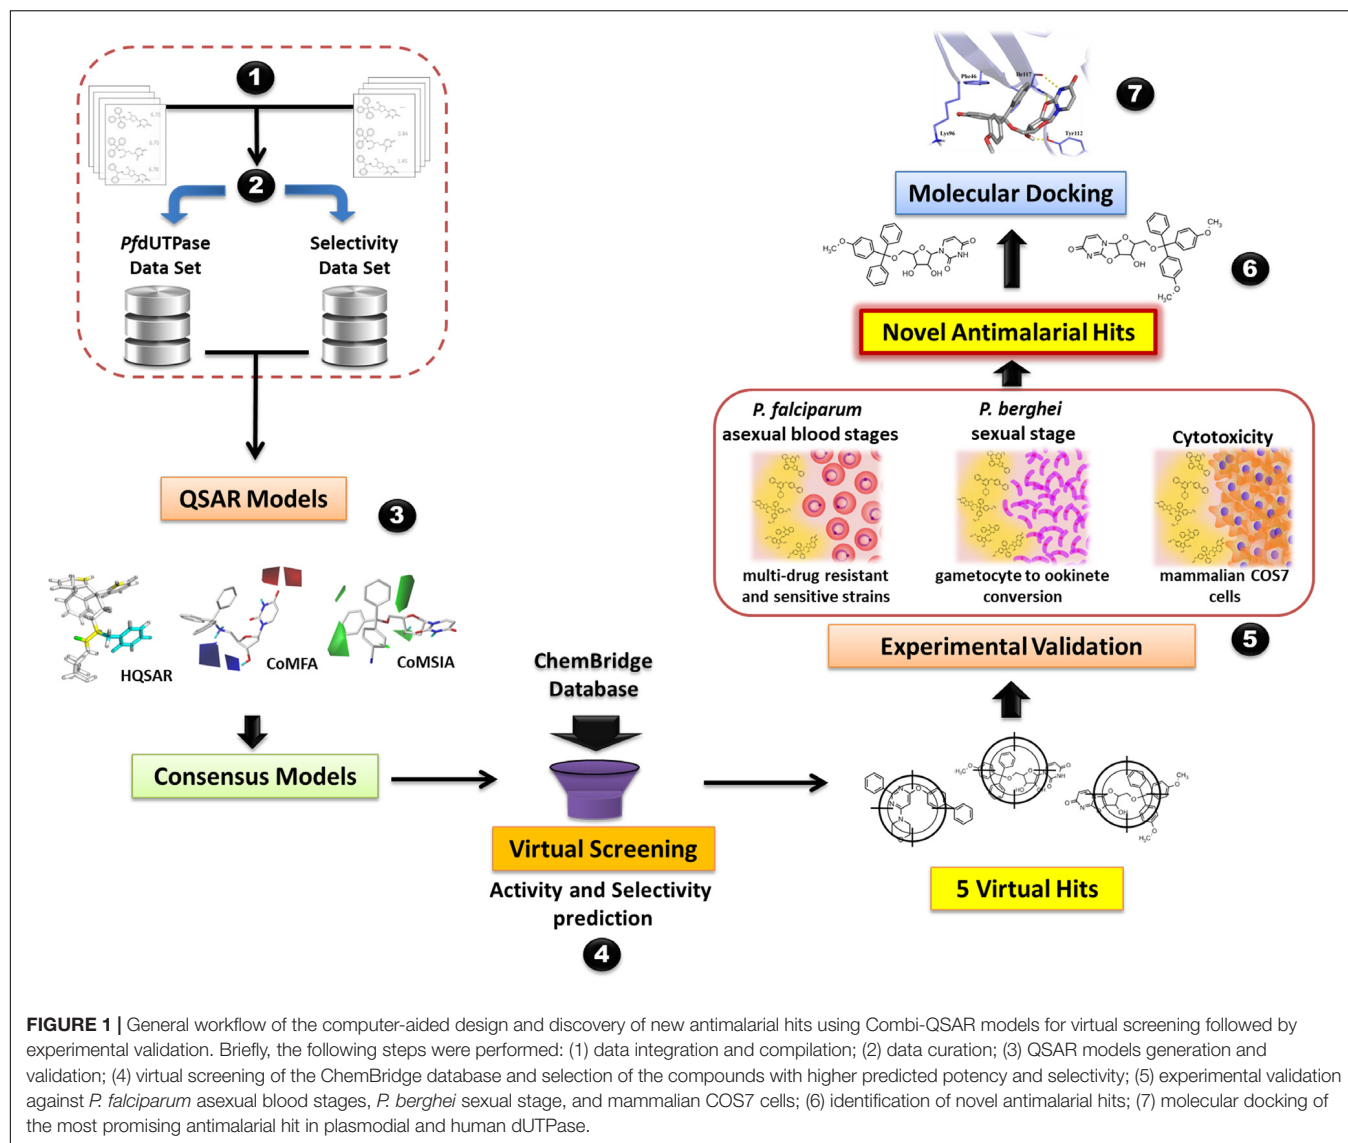 1
2
PfdUTPase
Data Set
Selectivity
Data Set
QSAR Models
3
HQSAR
CoMFA
CoMSIA
Consensus Models
ChemBridge
Database
Virtual Screening
Activity and Selectivity
prediction
4
5 Virtual Hits
Experimental Validation
5
P. falciparum
asexual blood stages
multi-drug resistant
and sensitive strains
P. berghei
sexual stage
gametocyte to ookinete
conversion
Cytotoxicity
mammalian COS7
cells
Novel Antimalarial Hits
6
Molecular Docking
7
Phe46
Ile117
Lys96
Tyr112
FIGURE 1 | General workflow of the computer-aided design and discovery of new antimalarial hits using Combi-QSAR models for virtual screening followed by
experimental validation. Briefly, the following steps were performed: (1) data integration and compilation; (2) data curation; (3) QSAR models generation and
validation; (4) virtual screening of the ChemBridge database and selection of the compounds with higher predicted potency and selectivity; (5) experimental validation
against P. falciparum asexual blood stages, P. berghei sexual stage, and mammalian COS7 cells; (6) identification of novel antimalarial hits; (7) molecular docking of
the most promising antimalarial hit in plasmodial and human dUTPase.